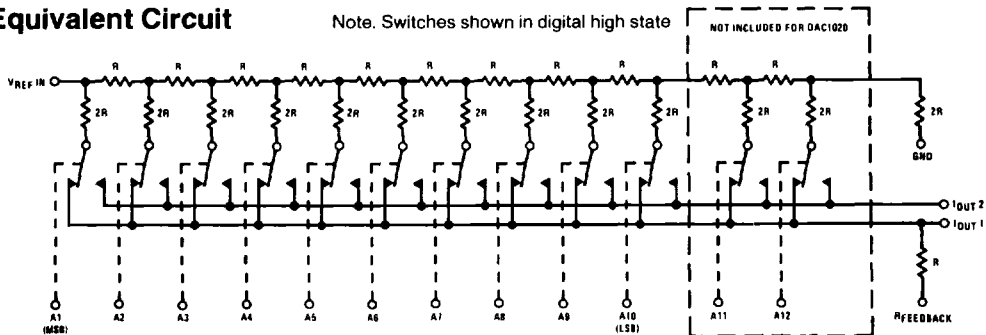 Equivalent Circuit
Note. Switches shown in digital high state
NOT INCLUDED FOR DAC1020
R R R R R R R R R R R
VREF IN
2R 2R 2R 2R 2R 2R 2R 2R 2R 2R 2R 2R 2R
GND
IOUT 2
IOUT 1
R
A1 A2 A3 A4 A5 A6 A7 A8 A9 A10 A11 A12 RFEEDBACK
(MSB) (LSB)